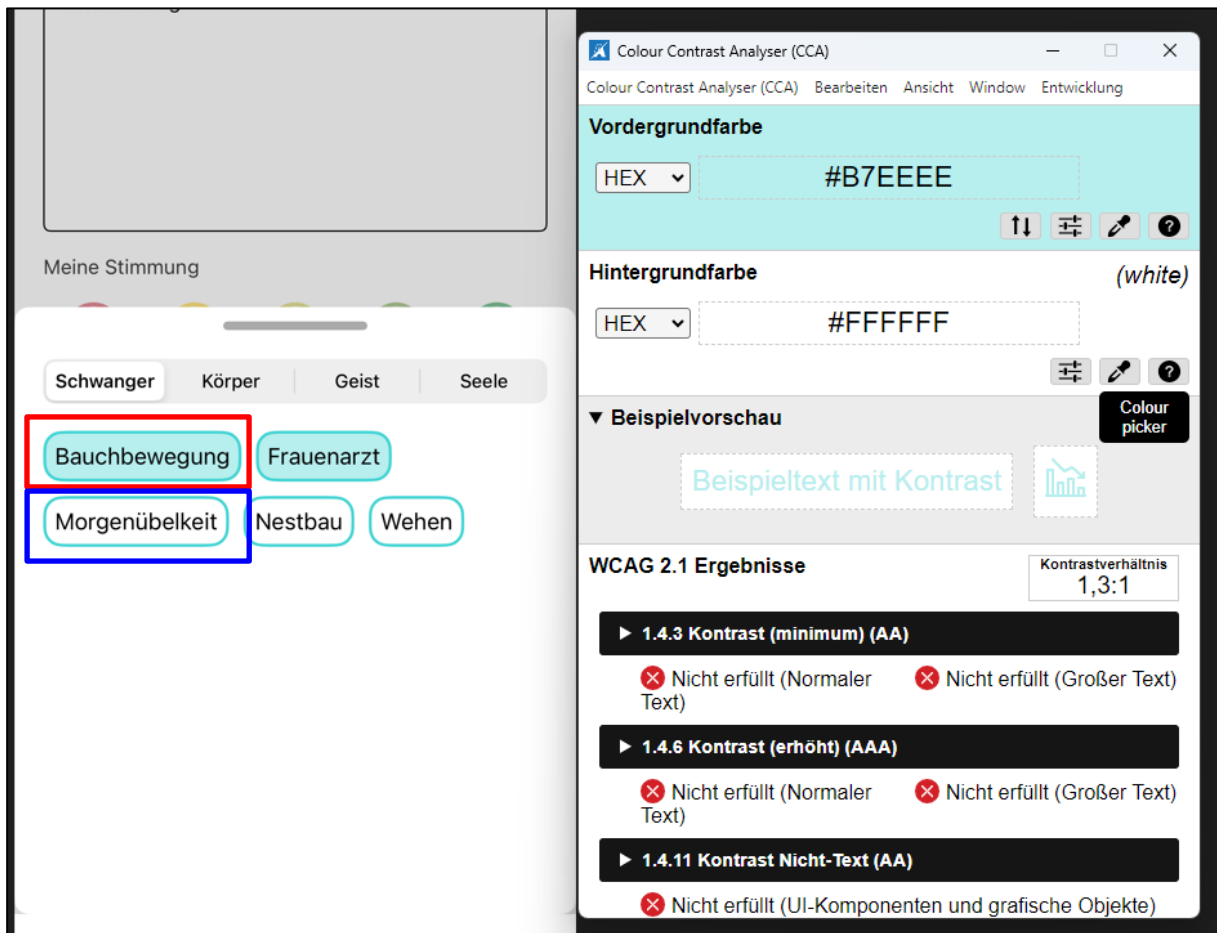 Meine Stimmung
Schwanger Körper Geist Seele
Bauchbewegung Frauenarzt
Morgenübelkeit Nestbau Wehen
Colour Contrast Analyser (CCA)
Colour Contrast Analyser (CCA) Bearbeiten Ansicht Window Entwicklung
Vordergrundfarbe
HEX #B7EEEE
Hintergrundfarbe (white)
HEX #FFFFFF
Colour
picker
▼ Beispielvorschau
Beispieltext mit Kontrast
WCAG 2.1 Ergebnisse
Kontrastverhältnis
1,3:1
▶ 1.4.3 Kontrast (minimum) (AA)
Nicht erfüllt (Normaler Text)
Nicht erfüllt (Großer Text)
▶ 1.4.6 Kontrast (erhöht) (AAA)
Nicht erfüllt (Normaler Text)
Nicht erfüllt (Großer Text)
▶ 1.4.11 Kontrast Nicht-Text (AA)
Nicht erfüllt (UI-Komponenten und grafische Objekte)